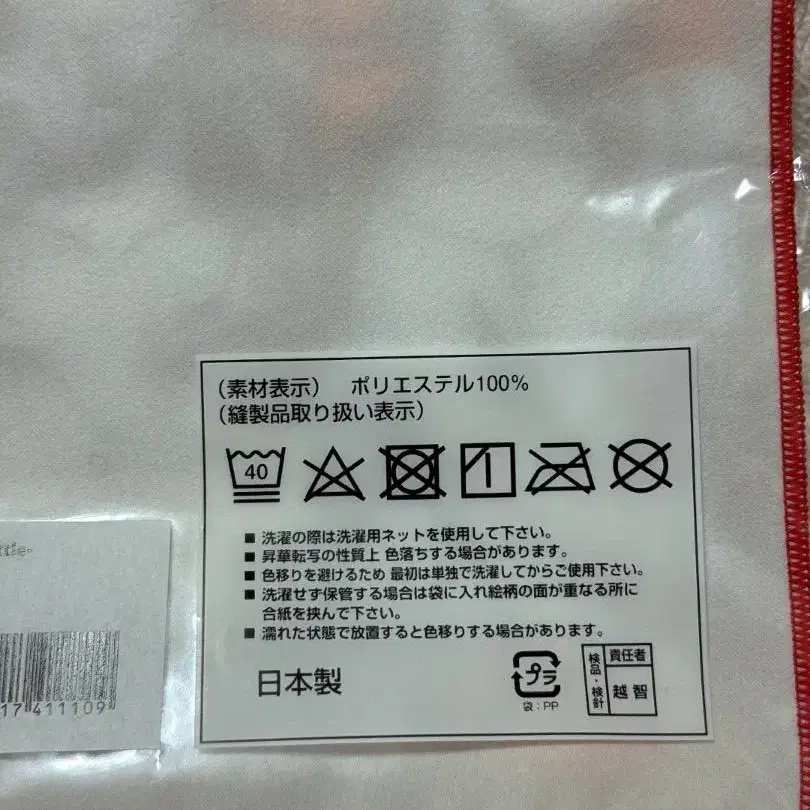 （素材表示） ポリエステル100%
（縫製品取り扱い表示）
40
■ 洗濯の際は洗濯用ネットを使用して下さい。
■ 昇華転写の性質上 色落ちする場合があります。
■ 色移りを避けるため 最初は単独で洗濯してからご使用下さい。
■ 洗濯せず保管する場合は袋に入れ絵柄の面が重なる所に
合紙を挟んで下さい。
■ 濡れた状態で放置すると色移りする場合があります。
日本製
プラ
袋：PP
検品・検針
責任者
越智
17 411109